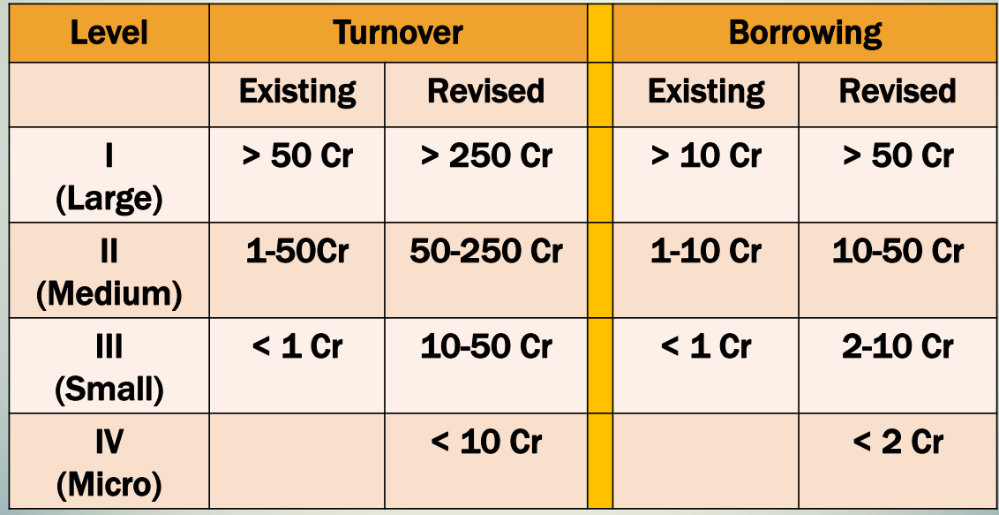 Level Turnover Borrowing
Existing Revised Existing Revised
I > 50 Cr > 250 Cr > 10 Cr > 50 Cr
(Large)
II 1-50Cr 50-250 Cr 1-10 Cr 10-50 Cr
(Medium)
III < 1 Cr 10-50 Cr < 1 Cr 2-10 Cr
(Small)
IV < 10 Cr < 2 Cr
(Micro)